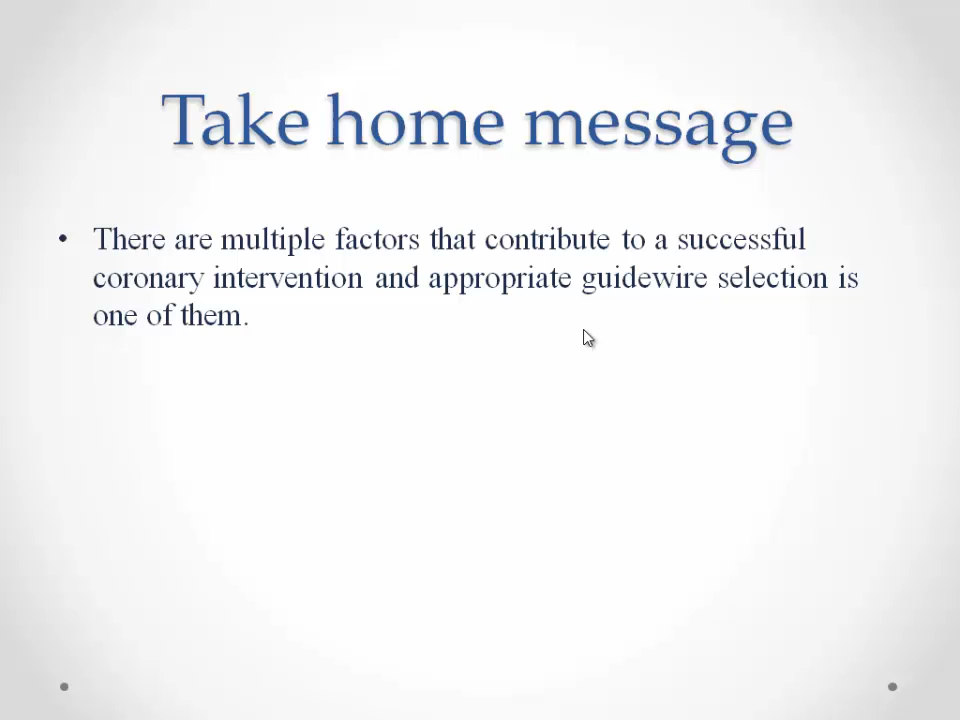 Take home message
• There are multiple factors that contribute to a successful
coronary intervention and appropriate guidewire selection is
one of them.